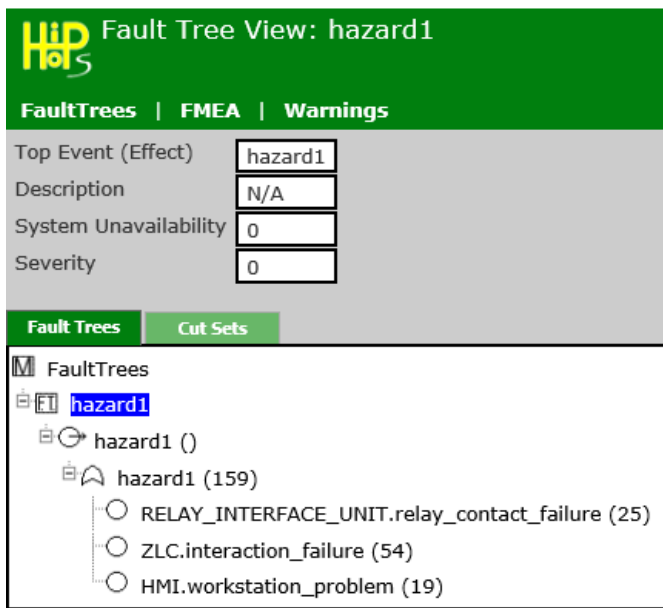 HiP HOPS Fault Tree View: hazard1
FaultTrees | FMEA | Warnings
Top Event (Effect) hazard1
Description N/A
System Unavailability 0
Severity 0
Fault Trees Cut Sets
M FaultTrees
FT hazard1
hazard1 ()
hazard1 (159)
RELAY_INTERFACE_UNIT.relay_contact_failure (25)
ZLC.interaction_failure (54)
HMI.workstation_problem (19)